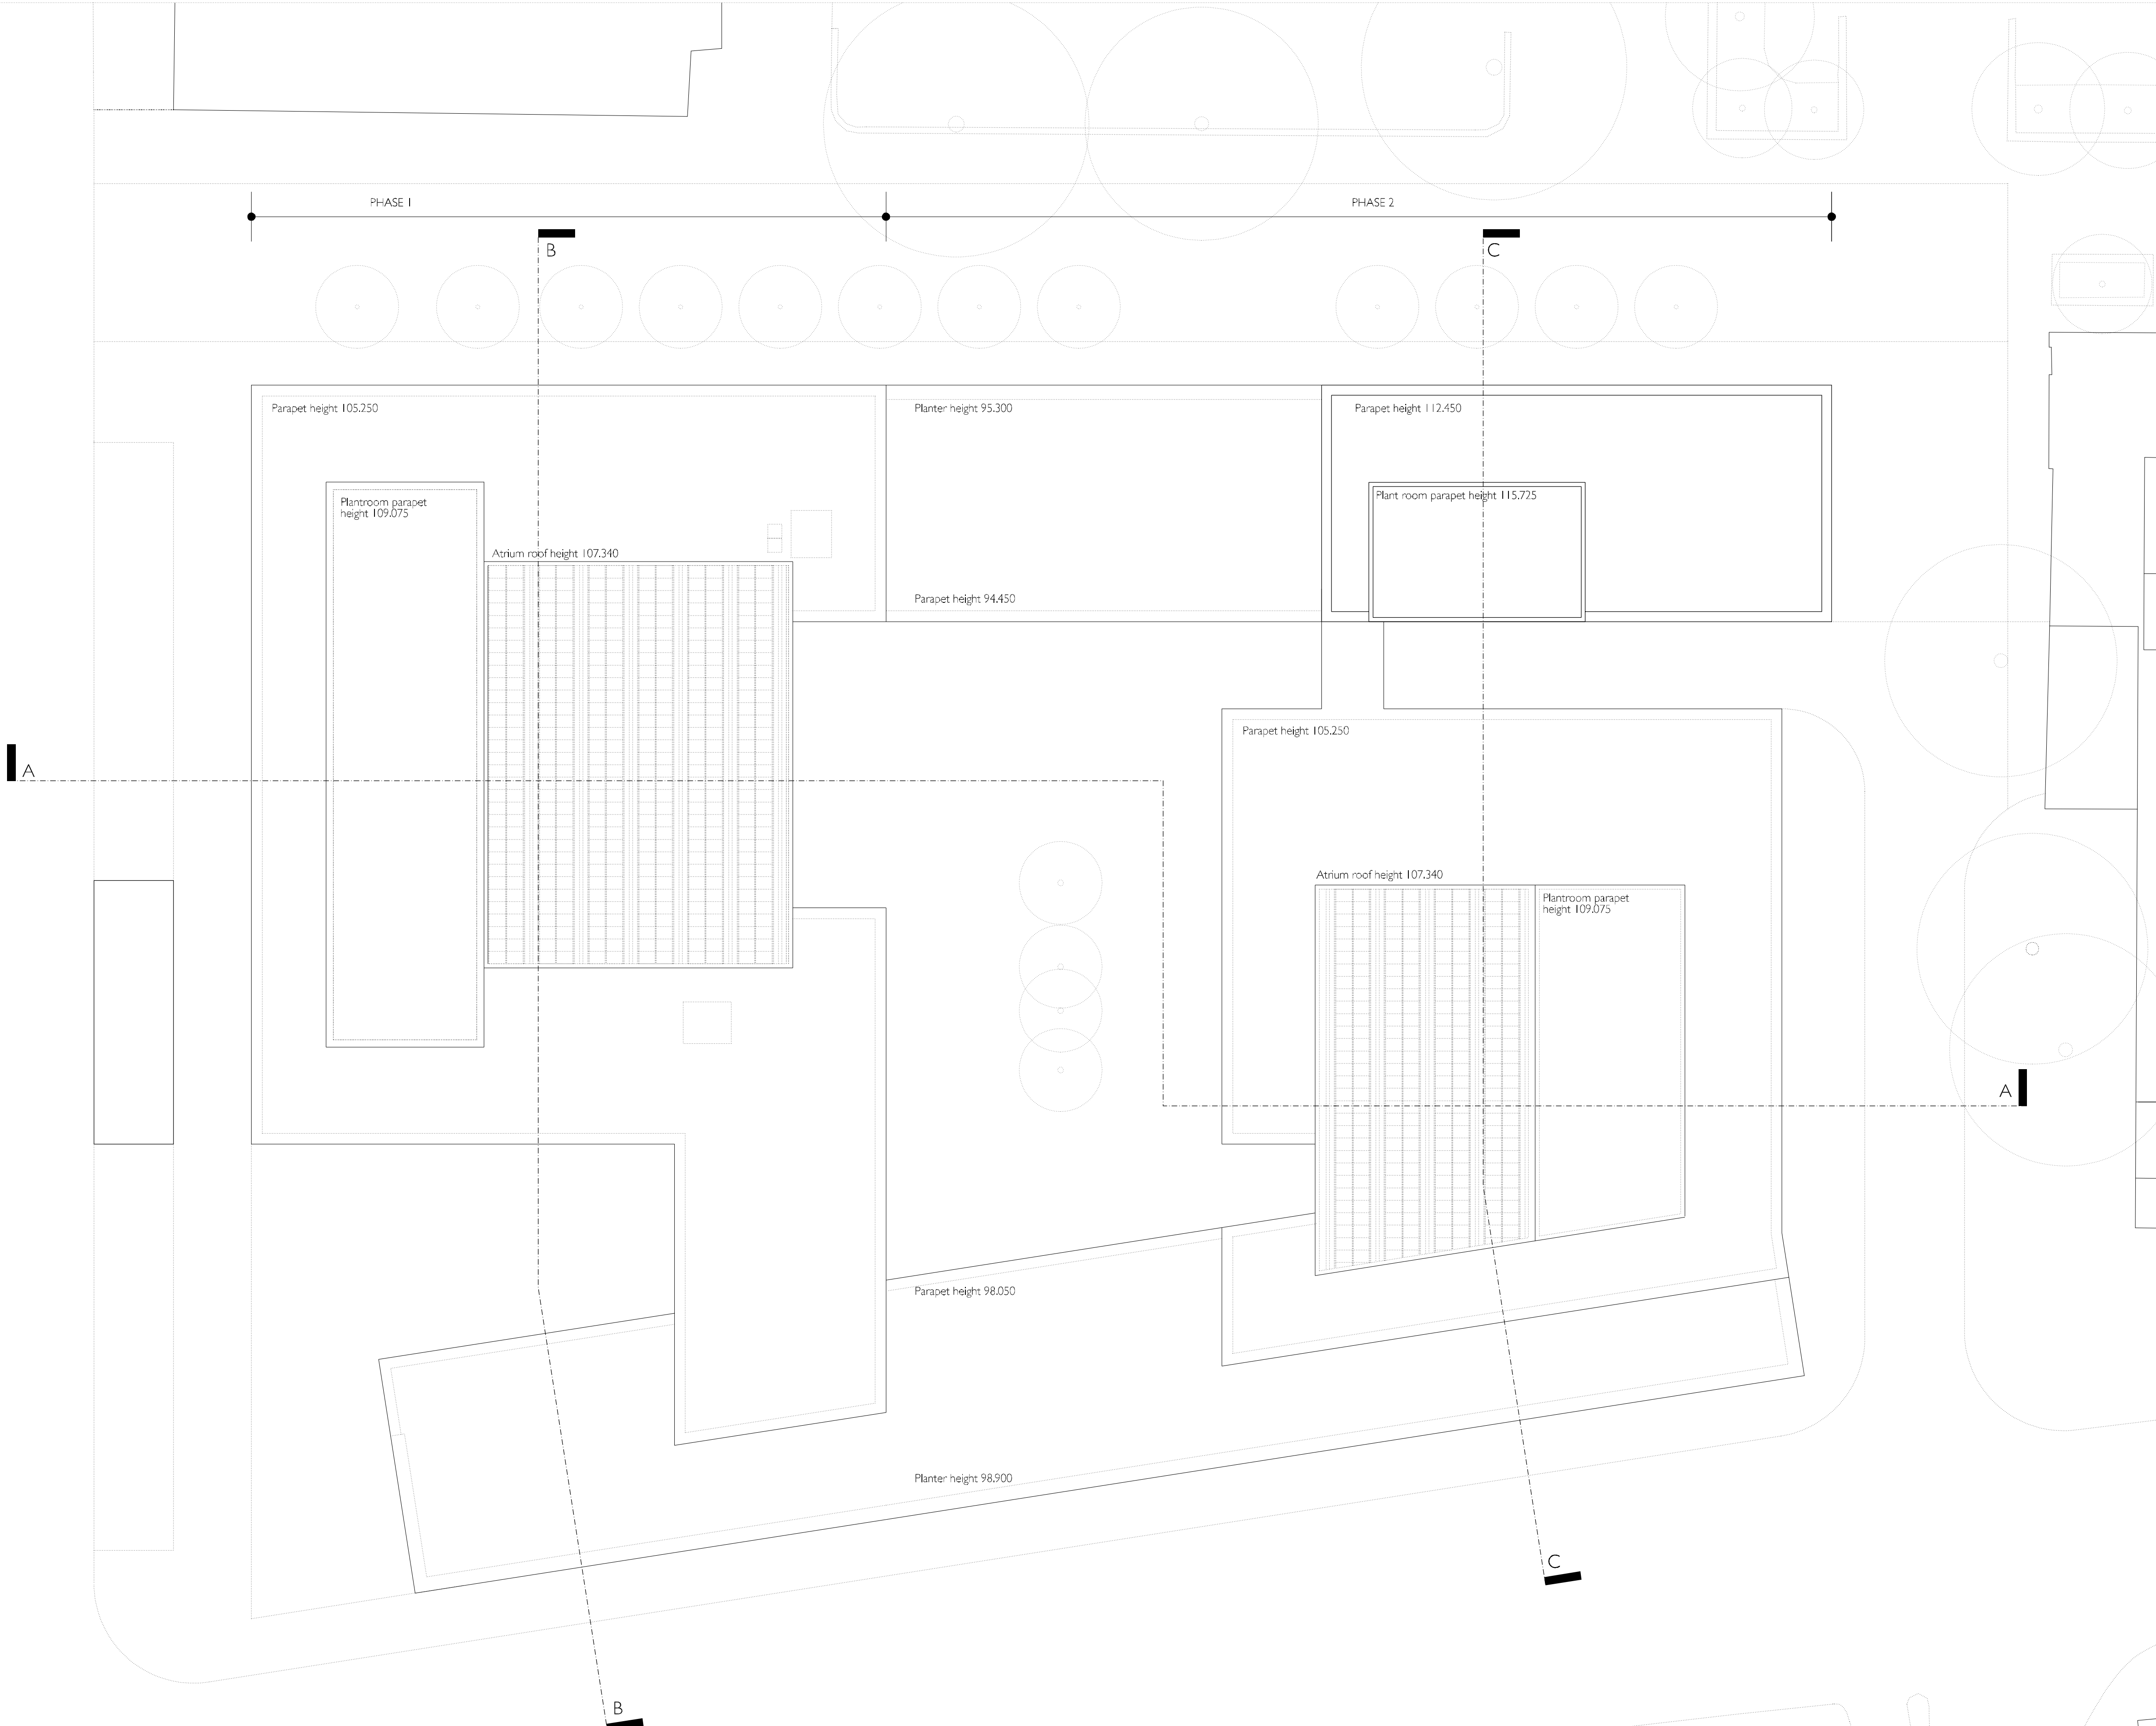 PHASE 1
PHASE 2
B
C
Parapet height 105.250
Planter height 95.300
Parapet height 112.450
Plantroom parapet
height 109.075
Plant room parapet height 115.725
Atrium roof height 107.340
Parapet height 94.450
Parapet height 105.250
A
Atrium roof height 107.340
Plantroom parapet
height 109.075
A
Parapet height 98.050
Planter height 98.900
C
B